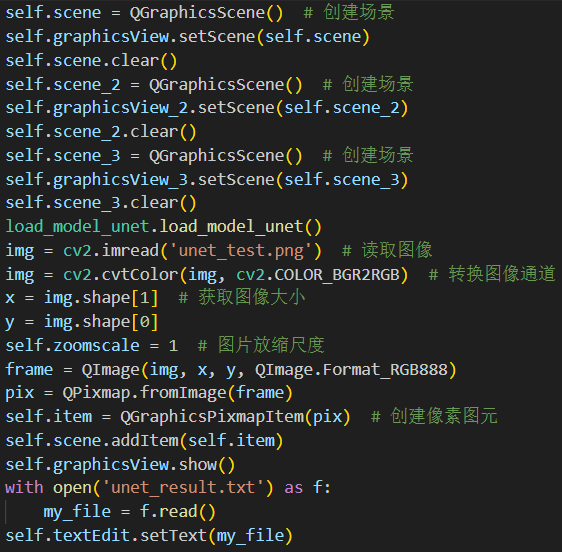 self.scene = QGraphicsScene()  # 创建场景
self.graphicsView.setScene(self.scene)
self.scene.clear()
self.scene_2 = QGraphicsScene()  # 创建场景
self.graphicsView_2.setScene(self.scene_2)
self.scene_2.clear()
self.scene_3 = QGraphicsScene()  # 创建场景
self.graphicsView_3.setScene(self.scene_3)
self.scene_3.clear()
load_model_unet.load_model_unet()
img = cv2.imread('unet_test.png')  # 读取图像
img = cv2.cvtColor(img, cv2.COLOR_BGR2RGB)  # 转换图像通道
x = img.shape[1]  # 获取图像大小
y = img.shape[0]
self.zoomscale = 1  # 图片放缩尺度
frame = QImage(img, x, y, QImage.Format_RGB888)
pix = QPixmap.fromImage(frame)
self.item = QGraphicsPixmapItem(pix)  # 创建像素图元
self.scene.addItem(self.item)
self.graphicsView.show()
with open('unet_result.txt') as f:
    my_file = f.read()
self.textEdit.setText(my_file)